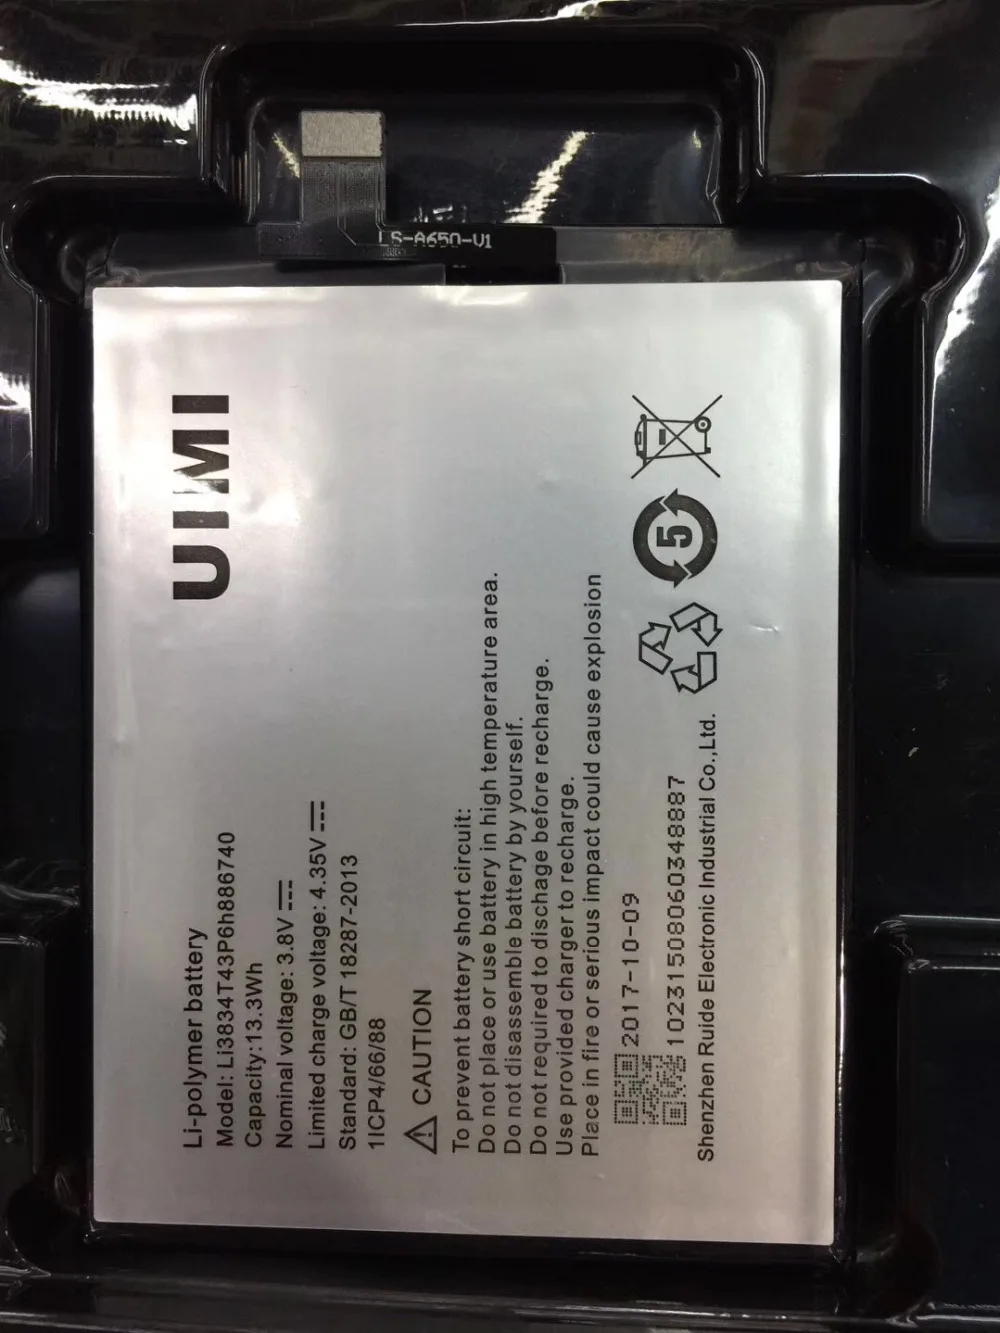 LS-A650-V1
UIMI
Li-polymer battery
Model: Li3834T43P6h886740
Capacity:13.3Wh
Nominal voltage: 3.8V
Limited charge voltage: 4.35V
Standard: GB/T 18287-2013
1ICP4/66/88
CAUTION
To prevent battery short circuit:
Do not place or use battery in high temperature area.
Do not disassemble battery by yourself.
Do not required to dischage before recharge.
Use provided charger to recharge.
Place in fire or serious impact could cause explosion
2017-10-09
10231508060348887
Shenzhen Ruide Electronic Industrial Co.,Ltd.
5